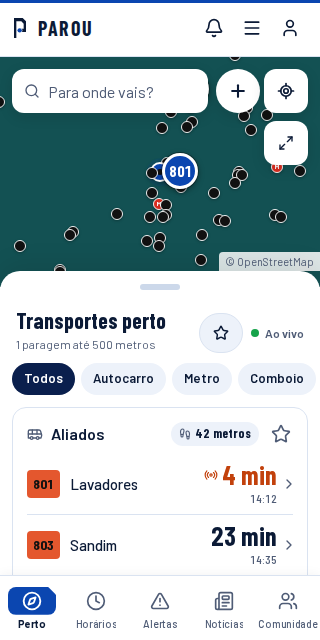 PAROU
Para onde vais?
801
M
M
© OpenStreetMap
Transportes perto
1 paragem até 500 metros
Ao vivo
Todos
Autocarro
Metro
Comboio
Aliados
42 metros
801
Lavadores
4 min
14:12
803
Sandim
23 min
14:35
Perto
Horários
Alertas
Notícias
Comunidade